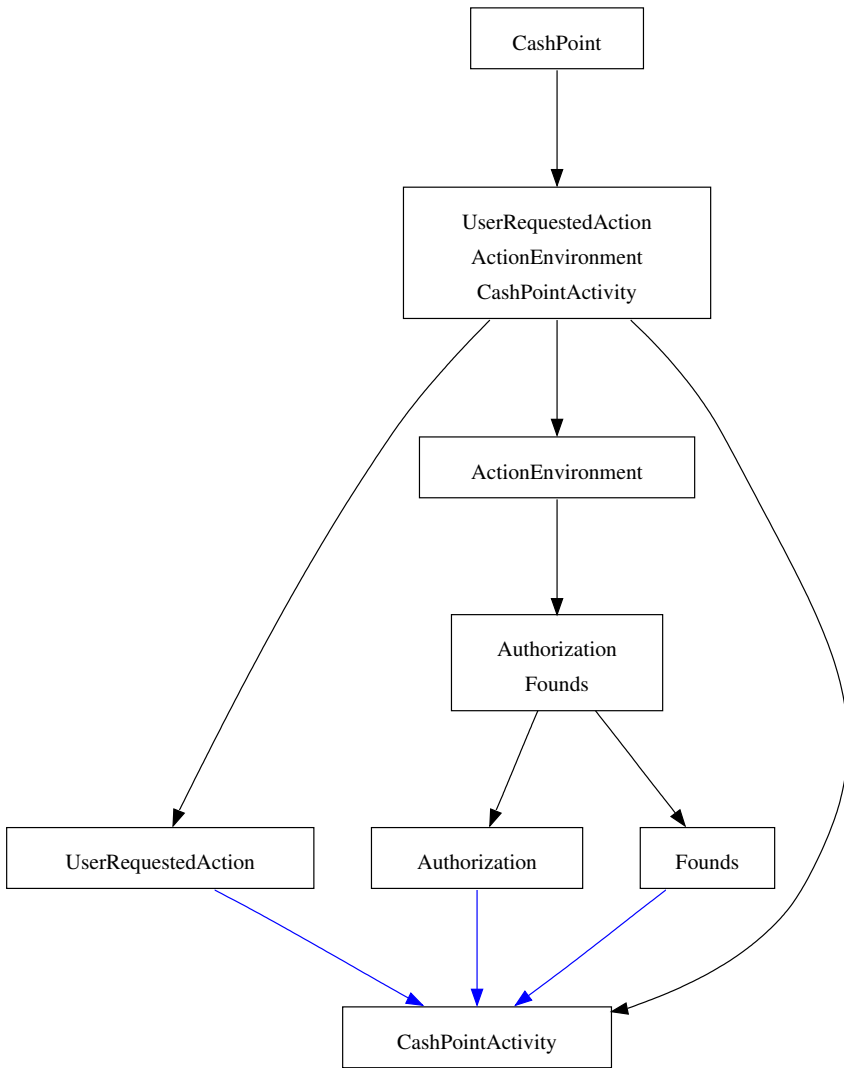 CashPoint
UserRequestedAction
ActionEnvironment
CashPointActivity
ActionEnvironment
Authorization
Founds
UserRequestedAction
Authorization
Founds
CashPointActivity